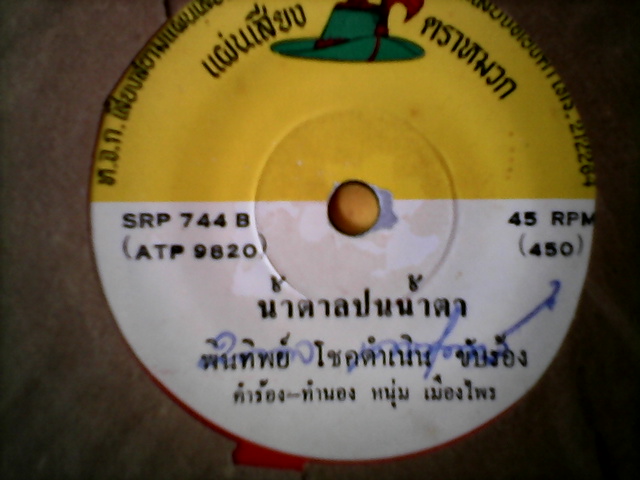 แผ่นเสียง ตราหมวก
SRP 744 B
(ATP 9820)
45 RPM
(450)
น้ำตาลปนน้ำตา
พินทิพย์ โชคดำเนิน ขับร้อง
คำร้อง-ทำนอง หนุ่ม เมืองไพร